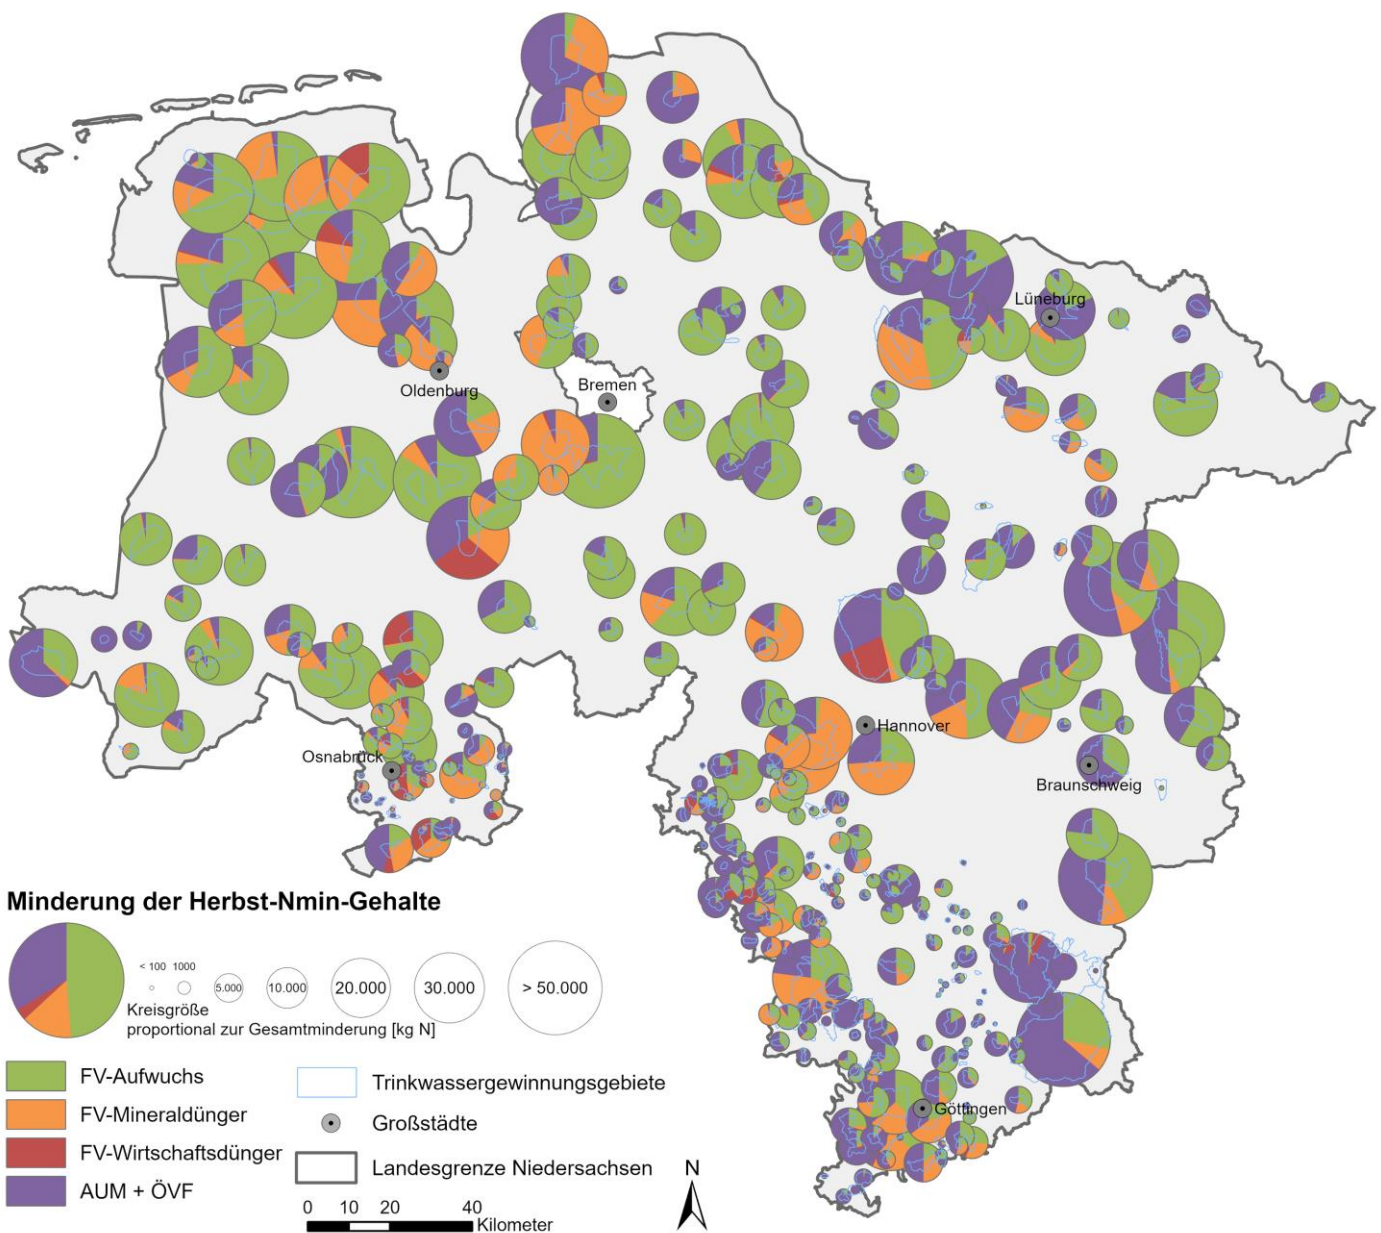 Lüneburg
Bremen
Oldenburg
Hannover
Osnabrück
Braunschweig
Göttingen
Minderung der Herbst-Nmin-Gehalte
< 100
1000
5.000
10.000
20.000
30.000
> 50.000
Kreisgröße
proportional zur Gesamtminderung [kg N]
FV-Aufwuchs
FV-Mineraldünger
FV-Wirtschaftsdünger
AUM + ÖVF
Trinkwassergewinnungsgebiete
Großstädte
Landesgrenze Niedersachsen
0 10 20 40
Kilometer
N